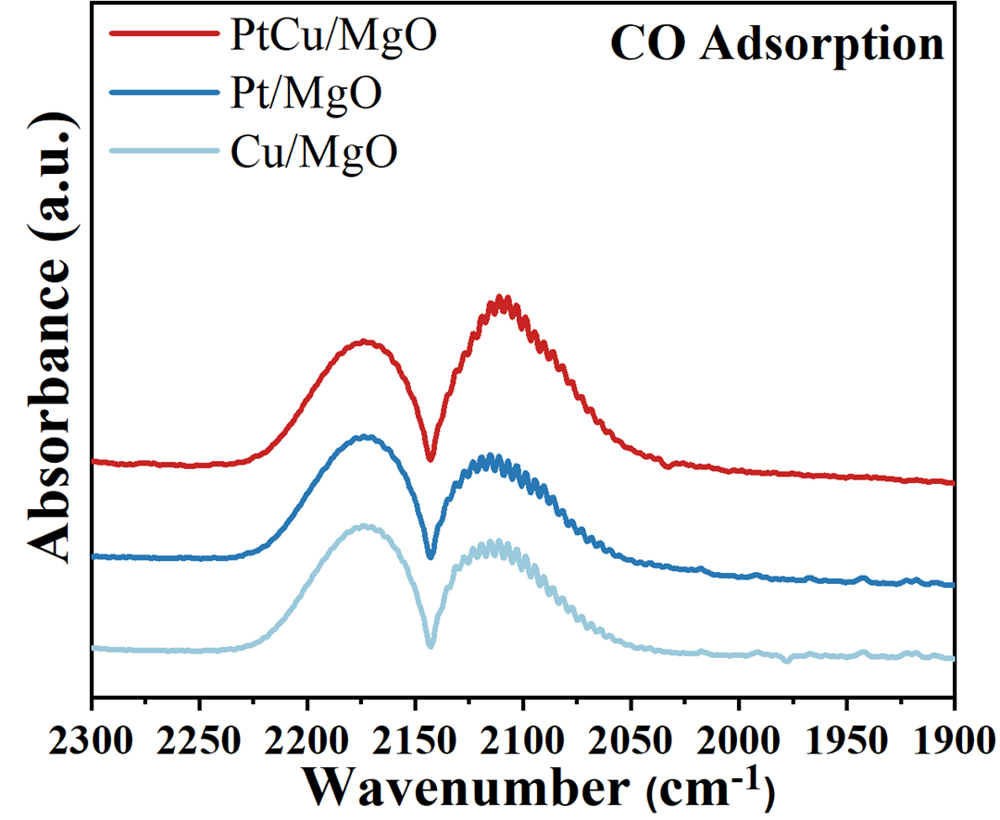 PtCu/MgO
CO Adsorption
Pt/MgO
Cu/MgO
Absorbance (a.u.)
2300 2250 2200 2150 2100 2050 2000 1950 1900
Wavenumber (cm-1)